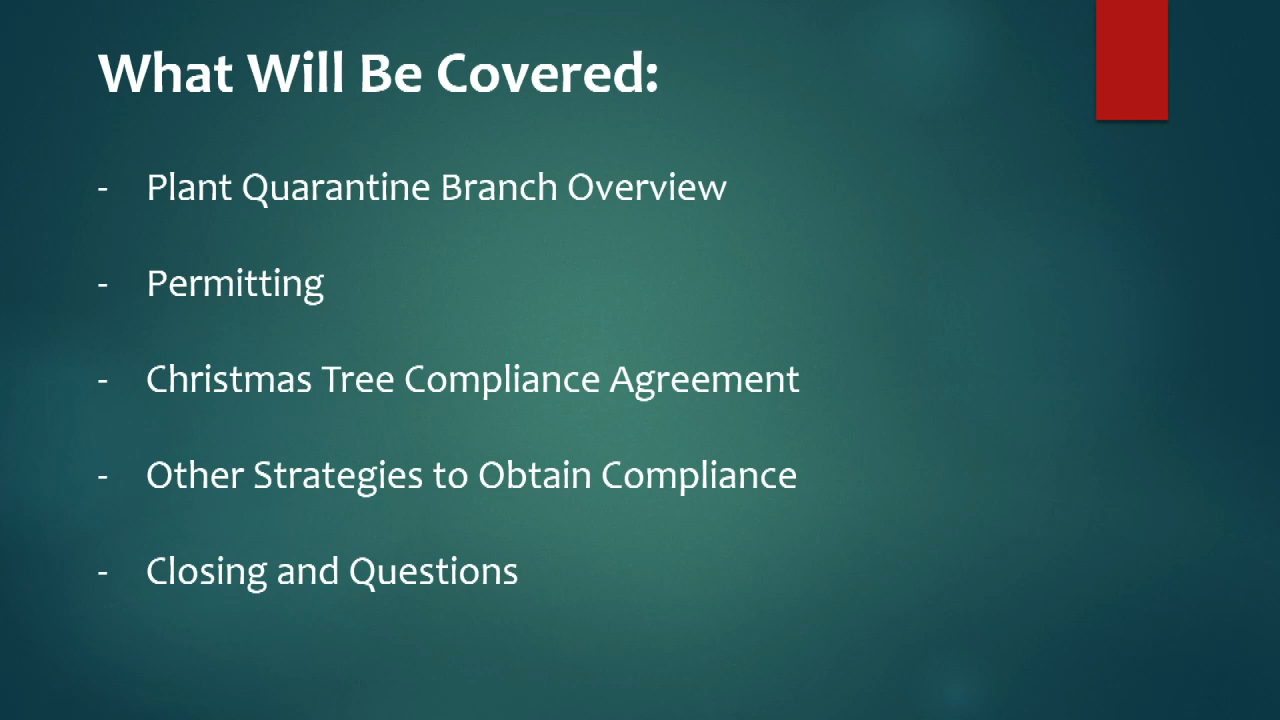 What Will Be Covered:
- Plant Quarantine Branch Overview
- Permitting
- Christmas Tree Compliance Agreement
- Other Strategies to Obtain Compliance
- Closing and Questions